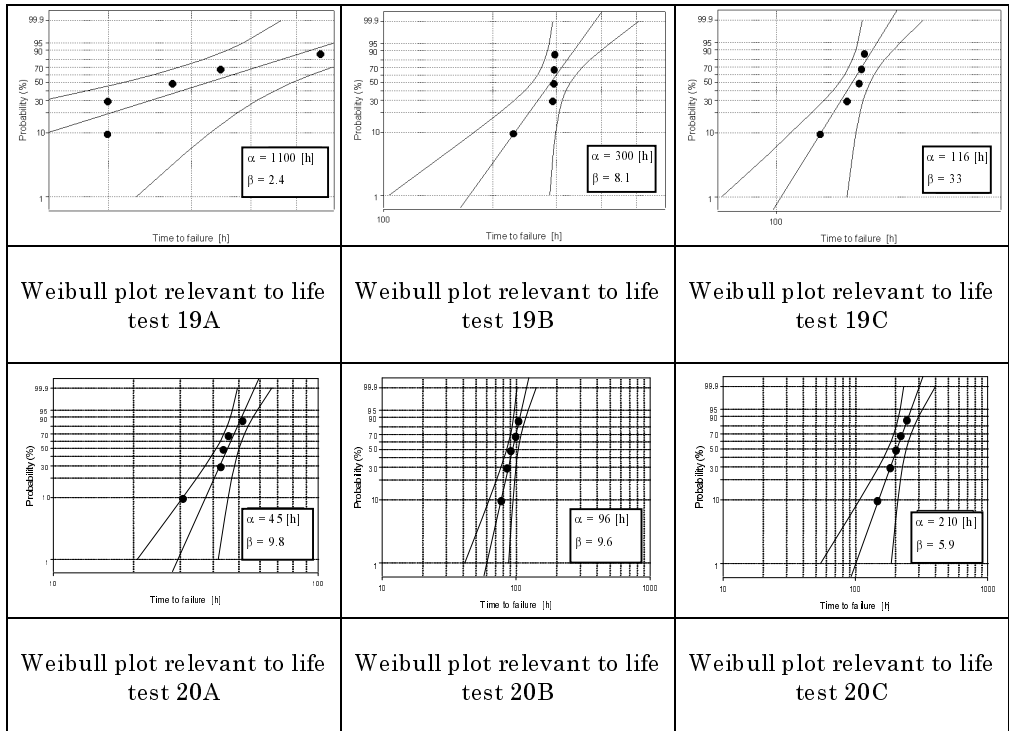 99.9
95
90
70
50
30
10
1
Probability (%)
α = 1100 [h]
β = 2.4
Time to failure [h]
99.9
95
90
70
50
30
10
1
Probability (%)
α = 300 [h]
β = 8.1
100
Time to failure [h]
99.9
95
90
70
50
30
10
1
Probability (%)
α = 116 [h]
β = 33
100
Time to failure [h]
Weibull plot relevant to life
test 19A
Weibull plot relevant to life
test 19B
Weibull plot relevant to life
test 19C
99.9
95
90
70
50
30
10
1
Probability (%)
α = 45 [h]
β = 9.8
10
100
Time to failure [h]
99.9
95
90
70
50
30
10
1
Probability (%)
α = 96 [h]
β = 9.6
10
100
1000
Time to failure [h]
99.9
95
90
70
50
30
10
1
Probability (%)
α = 210 [h]
β = 5.9
10
100
1000
Time to failure [h]
Weibull plot relevant to life
test 20A
Weibull plot relevant to life
test 20B
Weibull plot relevant to life
test 20C